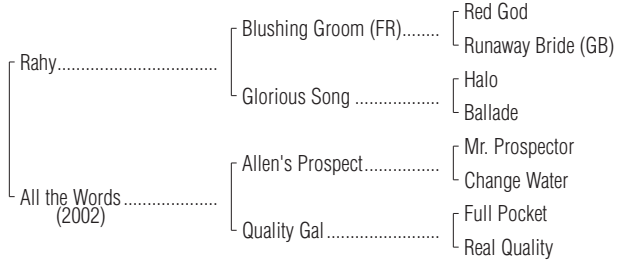 Red God
Blushing Groom (FR)........
Runaway Bride (GB)
Rahy..................................
Halo
Glorious Song ..................
Ballade
Mr. Prospector
Allen's Prospect................
Change Water
All the Words ....................
(2002)
Full Pocket
Quality Gal ........................
Real Quality